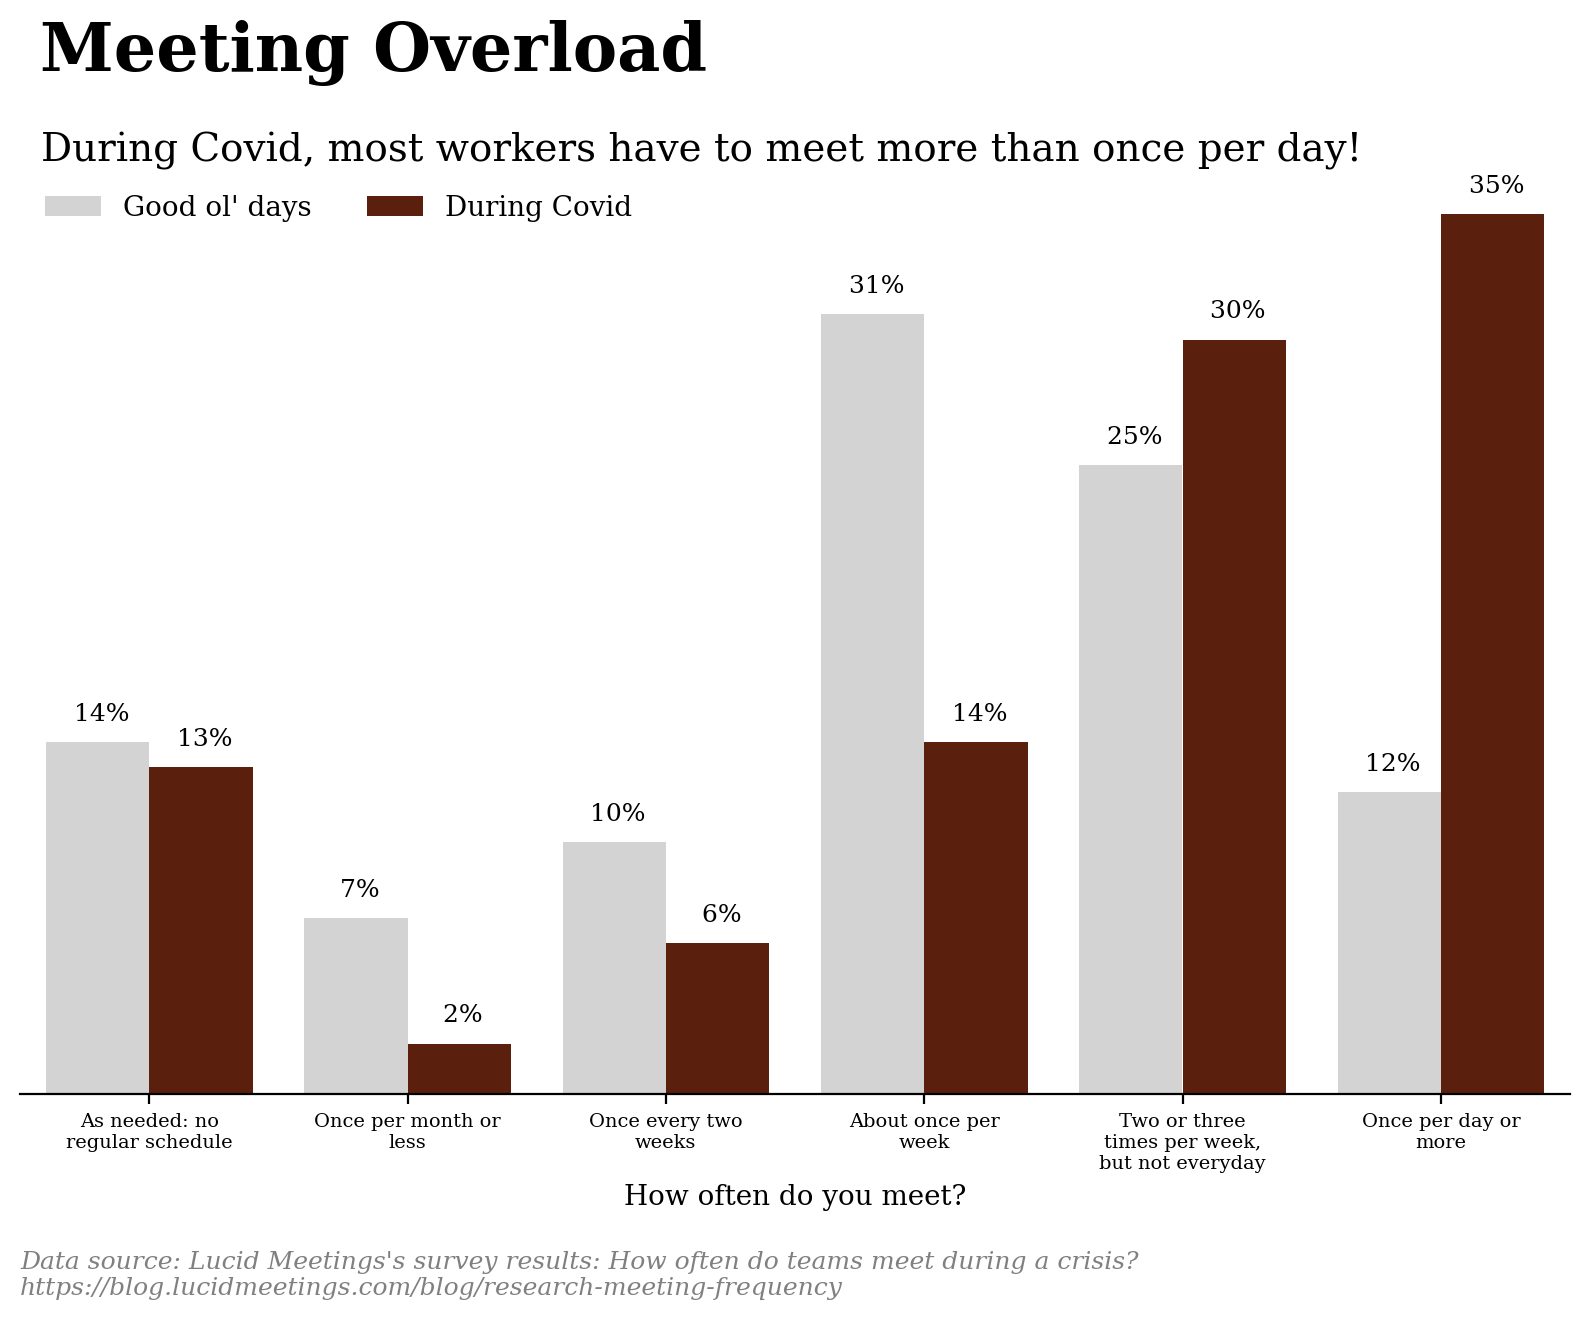 Meeting Overload
During Covid, most workers have to meet more than once per day!
Good ol' days
During Covid
35%
31%
30%
25%
14%
13%
14%
12%
10%
7%
6%
2%
As needed: no
regular schedule
Once per month or
less
Once every two
weeks
About once per
week
Two or three
times per week,
but not everyday
Once per day or
more
How often do you meet?
Data source: Lucid Meetings's survey results: How often do teams meet during a crisis?
https://blog.lucidmeetings.com/blog/research-meeting-frequency